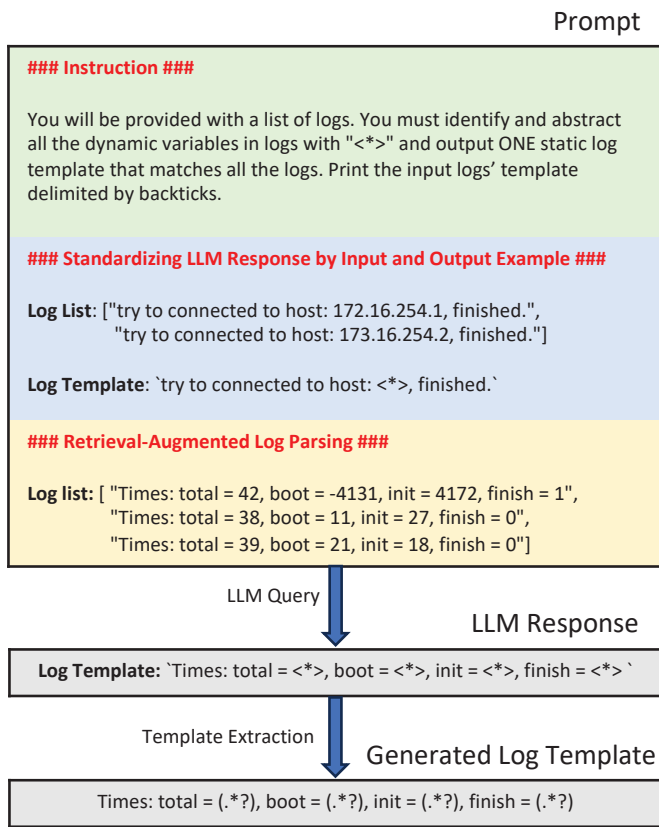 Prompt
### Instruction ###
You will be provided with a list of logs. You must identify and abstract
all the dynamic variables in logs with "<*>" and output ONE static log
template that matches all the logs. Print the input logs’ template
delimited by backticks.
### Standardizing LLM Response by Input and Output Example ###
Log List: ["try to connected to host: 172.16.254.1, finished.",
"try to connected to host: 173.16.254.2, finished."]
Log Template: `try to connected to host: <*>, finished.`
### Retrieval-Augmented Log Parsing ###
Log list: [ "Times: total = 42, boot = -4131, init = 4172, finish = 1",
"Times: total = 38, boot = 11, init = 27, finish = 0",
"Times: total = 39, boot = 21, init = 18, finish = 0"]
LLM Query
LLM Response
Log Template: `Times: total = <*>, boot = <*>, init = <*>, finish = <*> `
Template Extraction
Generated Log Template
Times: total = (.*?), boot = (.*?), init = (.*?), finish = (.*?)